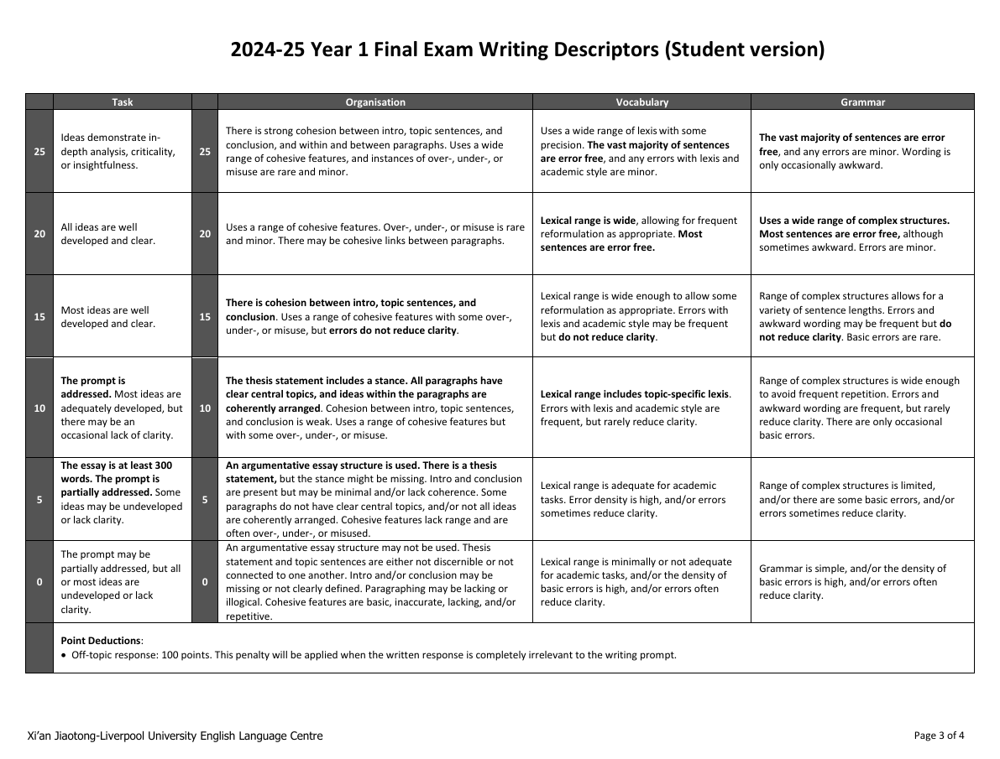 2024-25 Year 1 Final Exam Writing Descriptors (Student version)
Task
Organisation
Vocabulary
Grammar
25
Ideas demonstrate in-
depth analysis, criticality,
or insightfulness.
25
There is strong cohesion between intro, topic sentences, and
conclusion, and within and between paragraphs. Uses a wide
range of cohesive features, and instances of over-, under-, or
misuse are rare and minor.
Uses a wide range of lexis with some
precision. The vast majority of sentences
are error free, and any errors with lexis and
academic style are minor.
The vast majority of sentences are error
free, and any errors are minor. Wording is
only occasionally awkward.
20
All ideas are well
developed and clear.
20
Uses a range of cohesive features. Over-, under-, or misuse is rare
and minor. There may be cohesive links between paragraphs.
Lexical range is wide, allowing for frequent
reformulation as appropriate. Most
sentences are error free.
Uses a wide range of complex structures.
Most sentences are error free, although
sometimes awkward. Errors are minor.
15
Most ideas are well
developed and clear.
15
There is cohesion between intro, topic sentences, and
conclusion. Uses a range of cohesive features with some over-,
under-, or misuse, but errors do not reduce clarity.
Lexical range is wide enough to allow some
reformulation as appropriate. Errors with
lexis and academic style may be frequent
but do not reduce clarity.
Range of complex structures allows for a
variety of sentence lengths. Errors and
awkward wording may be frequent but do
not reduce clarity. Basic errors are rare.
10
The prompt is
addressed. Most ideas are
adequately developed, but
there may be an
occasional lack of clarity.
10
The thesis statement includes a stance. All paragraphs have
clear central topics, and ideas within the paragraphs are
coherently arranged. Cohesion between intro, topic sentences,
and conclusion is weak. Uses a range of cohesive features but
with some over-, under-, or misuse.
Lexical range includes topic-specific lexis.
Errors with lexis and academic style are
frequent, but rarely reduce clarity.
Range of complex structures is wide enough
to avoid frequent repetition. Errors and
awkward wording are frequent, but rarely
reduce clarity. There are only occasional
basic errors.
5
The essay is at least 300
words. The prompt is
partially addressed. Some
ideas may be undeveloped
or lack clarity.
5
An argumentative essay structure is used. There is a thesis
statement, but the stance might be missing. Intro and conclusion
are present but may be minimal and/or lack coherence. Some
paragraphs do not have clear central topics, and/or not all ideas
are coherently arranged. Cohesive features lack range and are
often over-, under-, or misused.
Lexical range is adequate for academic
tasks. Error density is high, and/or errors
sometimes reduce clarity.
Range of complex structures is limited,
and/or there are some basic errors, and/or
errors sometimes reduce clarity.
0
The prompt may be
partially addressed, but all
or most ideas are
undeveloped or lack
clarity.
0
An argumentative essay structure may not be used. Thesis
statement and topic sentences are either not discernible or not
connected to one another. Intro and/or conclusion may be
missing or not clearly defined. Paragraphing may be lacking or
illogical. Cohesive features are basic, inaccurate, lacking, and/or
repetitive.
Lexical range is minimally or not adequate
for academic tasks, and/or the density of
basic errors is high, and/or errors often
reduce clarity.
Grammar is simple, and/or the density of
basic errors is high, and/or errors often
reduce clarity.
Point Deductions:
• Off-topic response: 100 points. This penalty will be applied when the written response is completely irrelevant to the writing prompt.
Xi’an Jiaotong-Liverpool University English Language Centre
Page 3 of 4